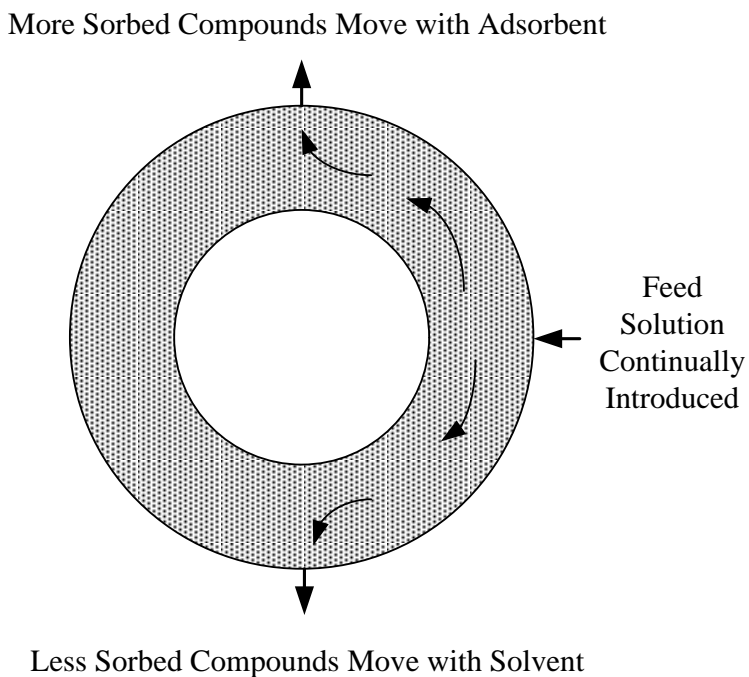 More Sorbed Compounds Move with Adsorbent
Feed
Solution
Continually
Introduced
Less Sorbed Compounds Move with Solvent